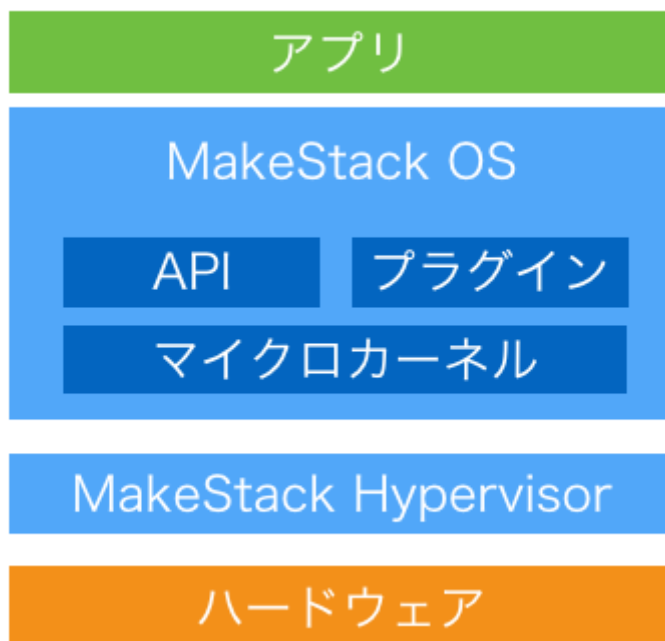 アプリ
MakeStack OS
API
プラグイン
マイクロカーネル
MakeStack Hypervisor
ハードウェア